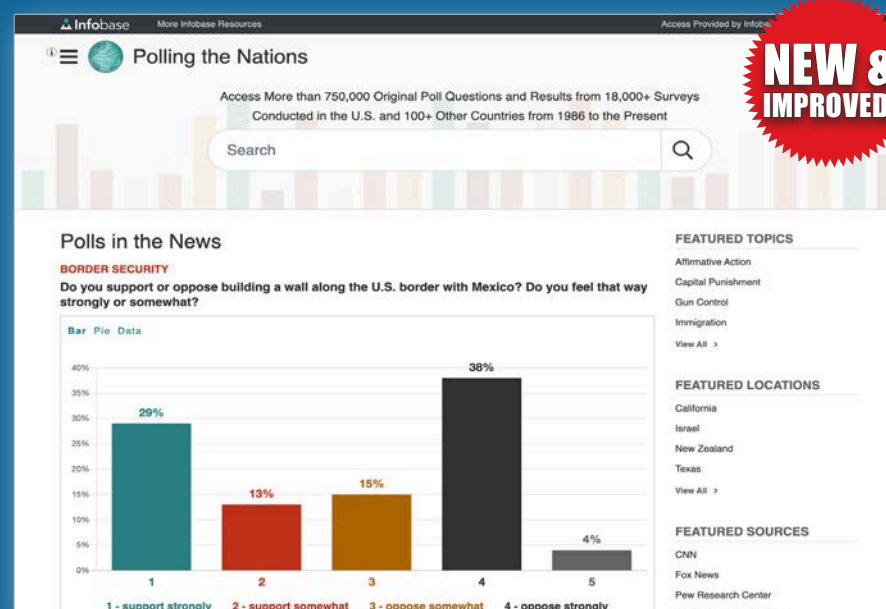 Infobase More Infobase Resources Access Provided by
Polling the Nations
NEW &
IMPROVED
Access More than 750,000 Original Poll Questions and Results from 18,000+ Surveys
Conducted in the U.S. and 100+ Other Countries from 1986 to the Present
Search
Polls in the News
BORDER SECURITY
Do you support or oppose building a wall along the U.S. border with Mexico? Do you feel that way
strongly or somewhat?
Bar Pie Data
40%
35%
30%
25%
20%
15%
10%
5%
0%
29%
13%
15%
38%
4%
1 2 3 4 5
1 - support strongly 2 - support somewhat 3 - oppose somewhat 4 - oppose strongly
FEATURED TOPICS
Affirmative Action
Capital Punishment
Gun Control
Immigration
View All >
FEATURED LOCATIONS
California
Israel
New Zealand
Texas
View All >
FEATURED SOURCES
CNN
Fox News
Pew Research Center